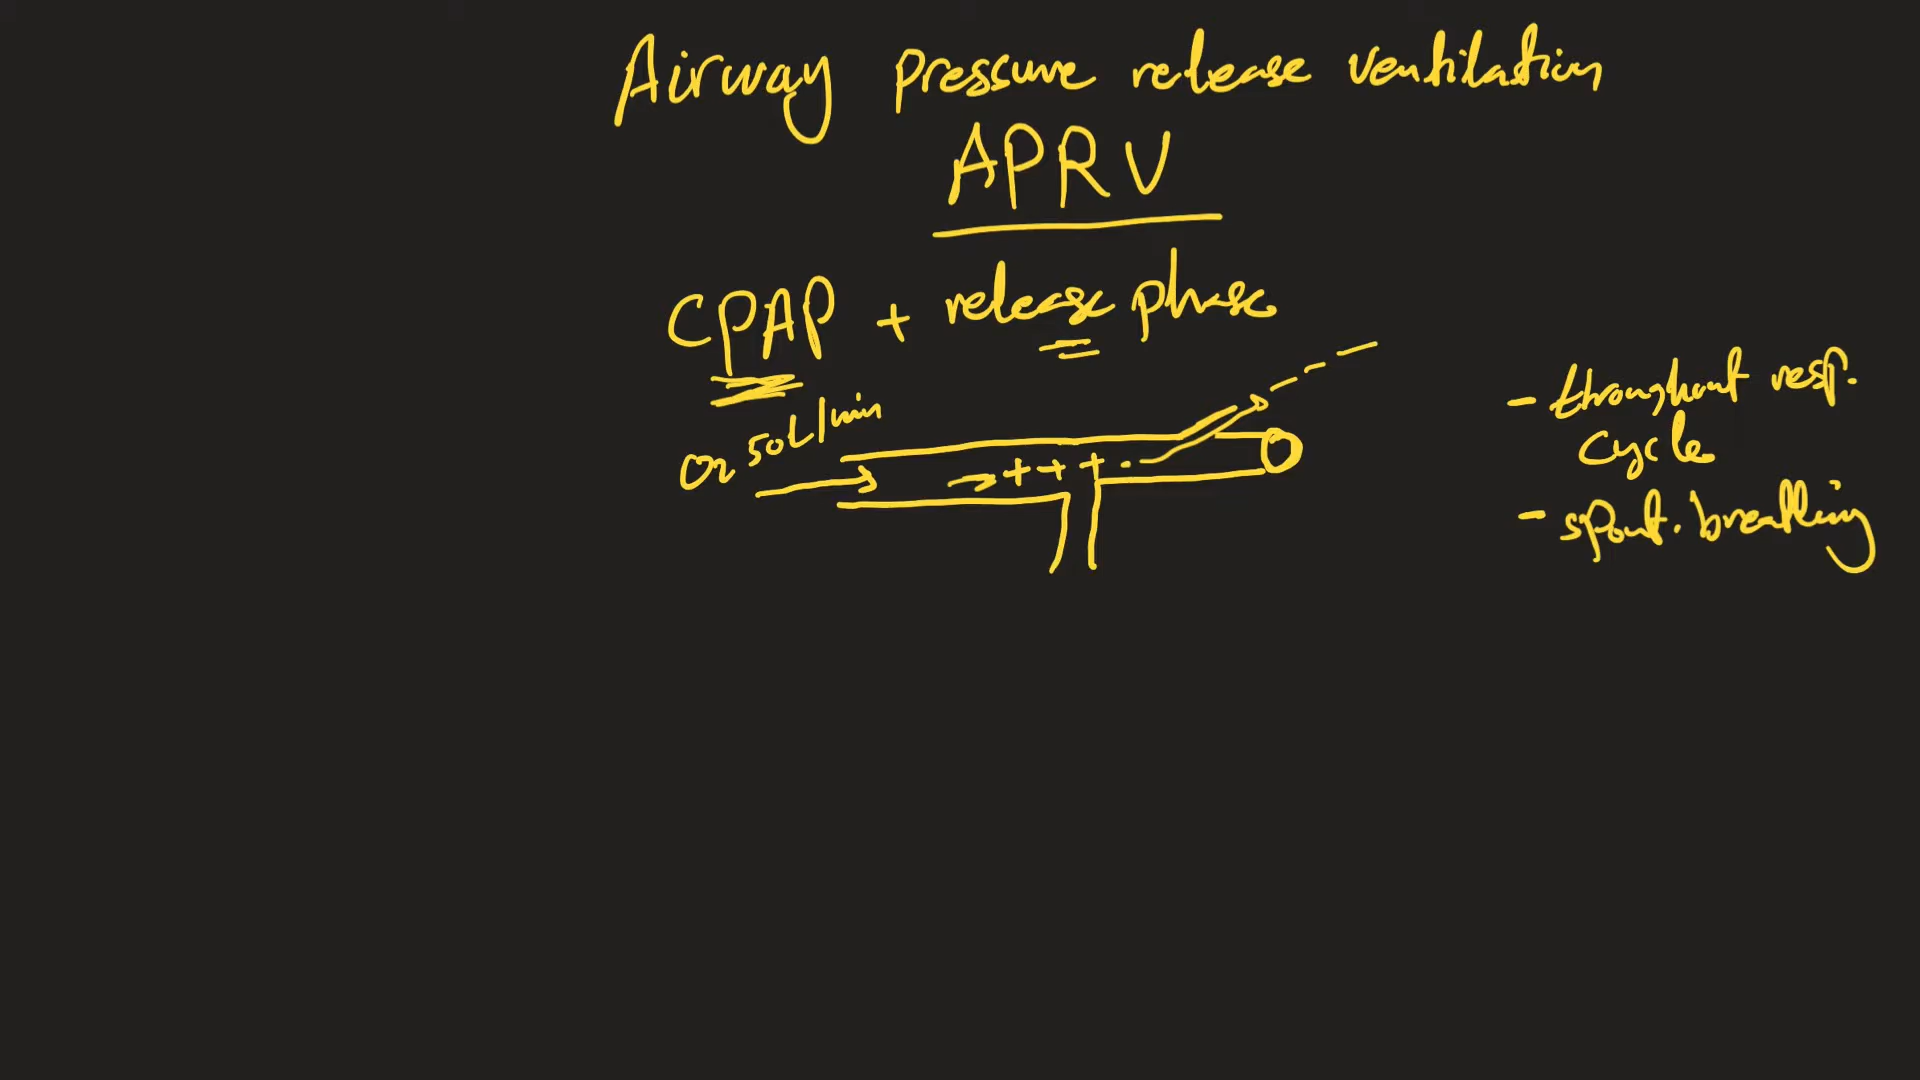 Airway pressure release ventilation
APRV
CPAP + release phase
O2 50L/min
+ + +
- throughout resp.
cycle
- spont. breathing